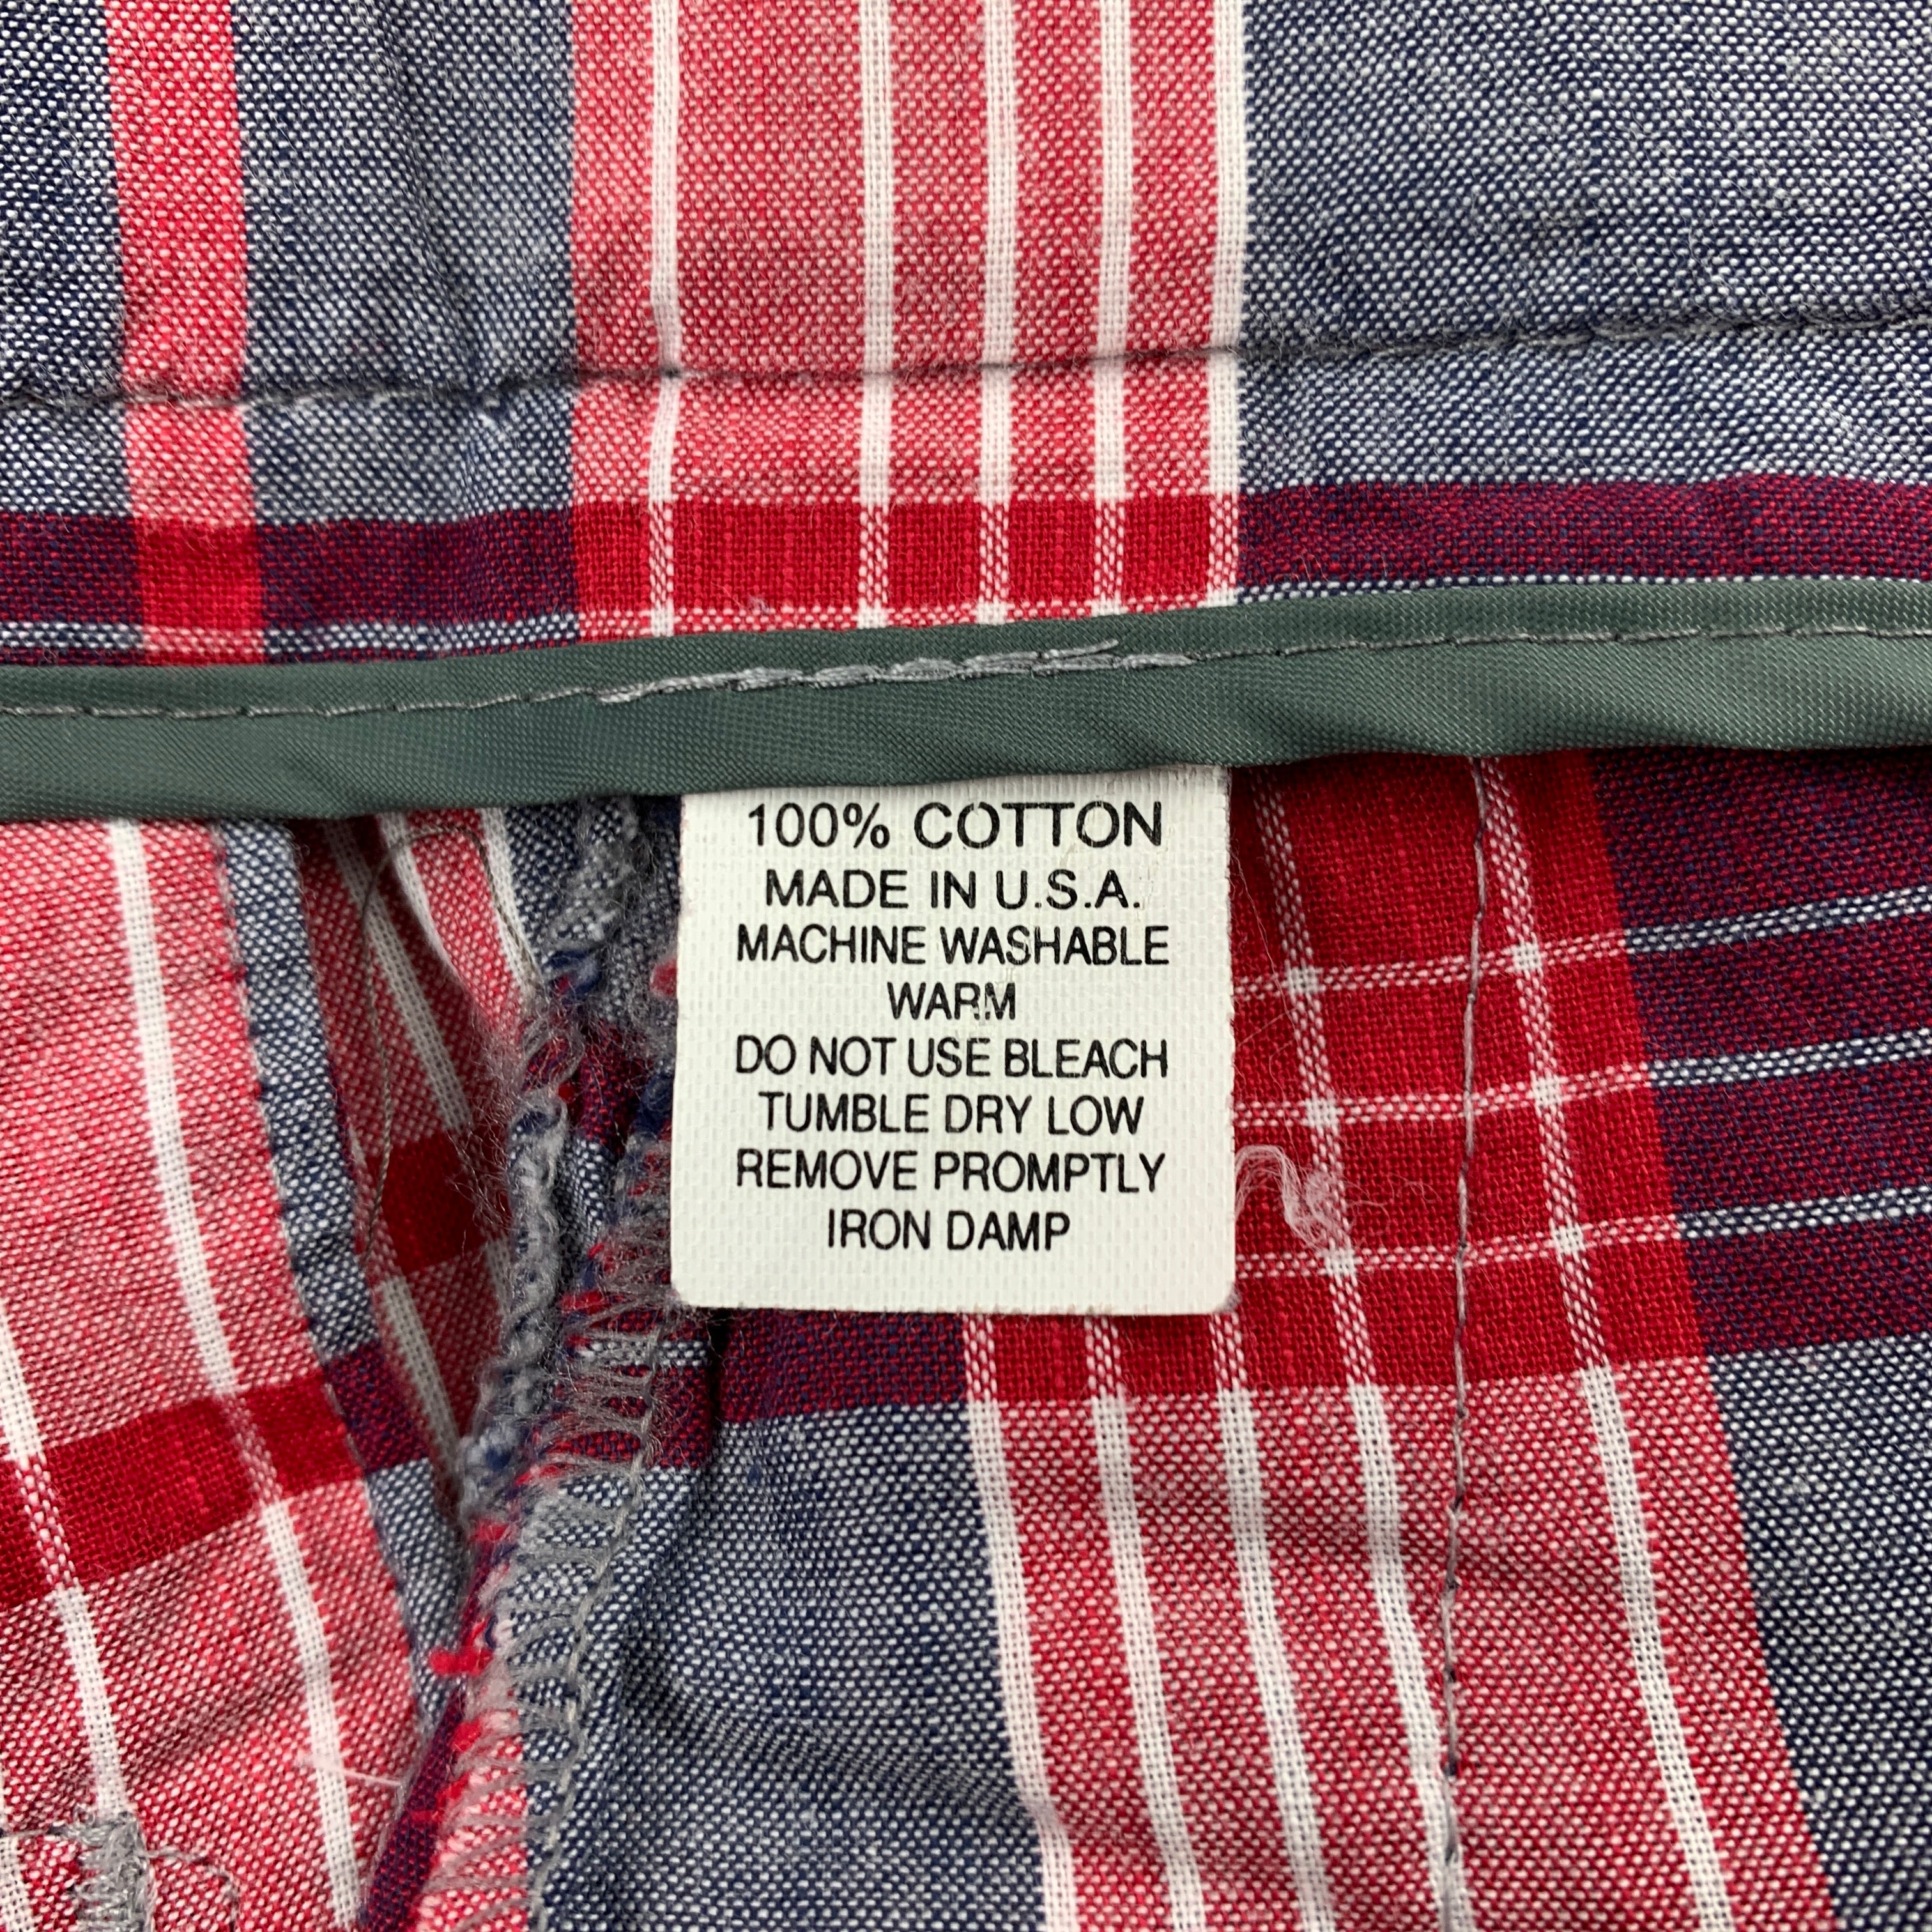 100% COTTON
MADE IN U.S.A.
MACHINE WASHABLE
WARM
DO NOT USE BLEACH
TUMBLE DRY LOW
REMOVE PROMPTLY
IRON DAMP